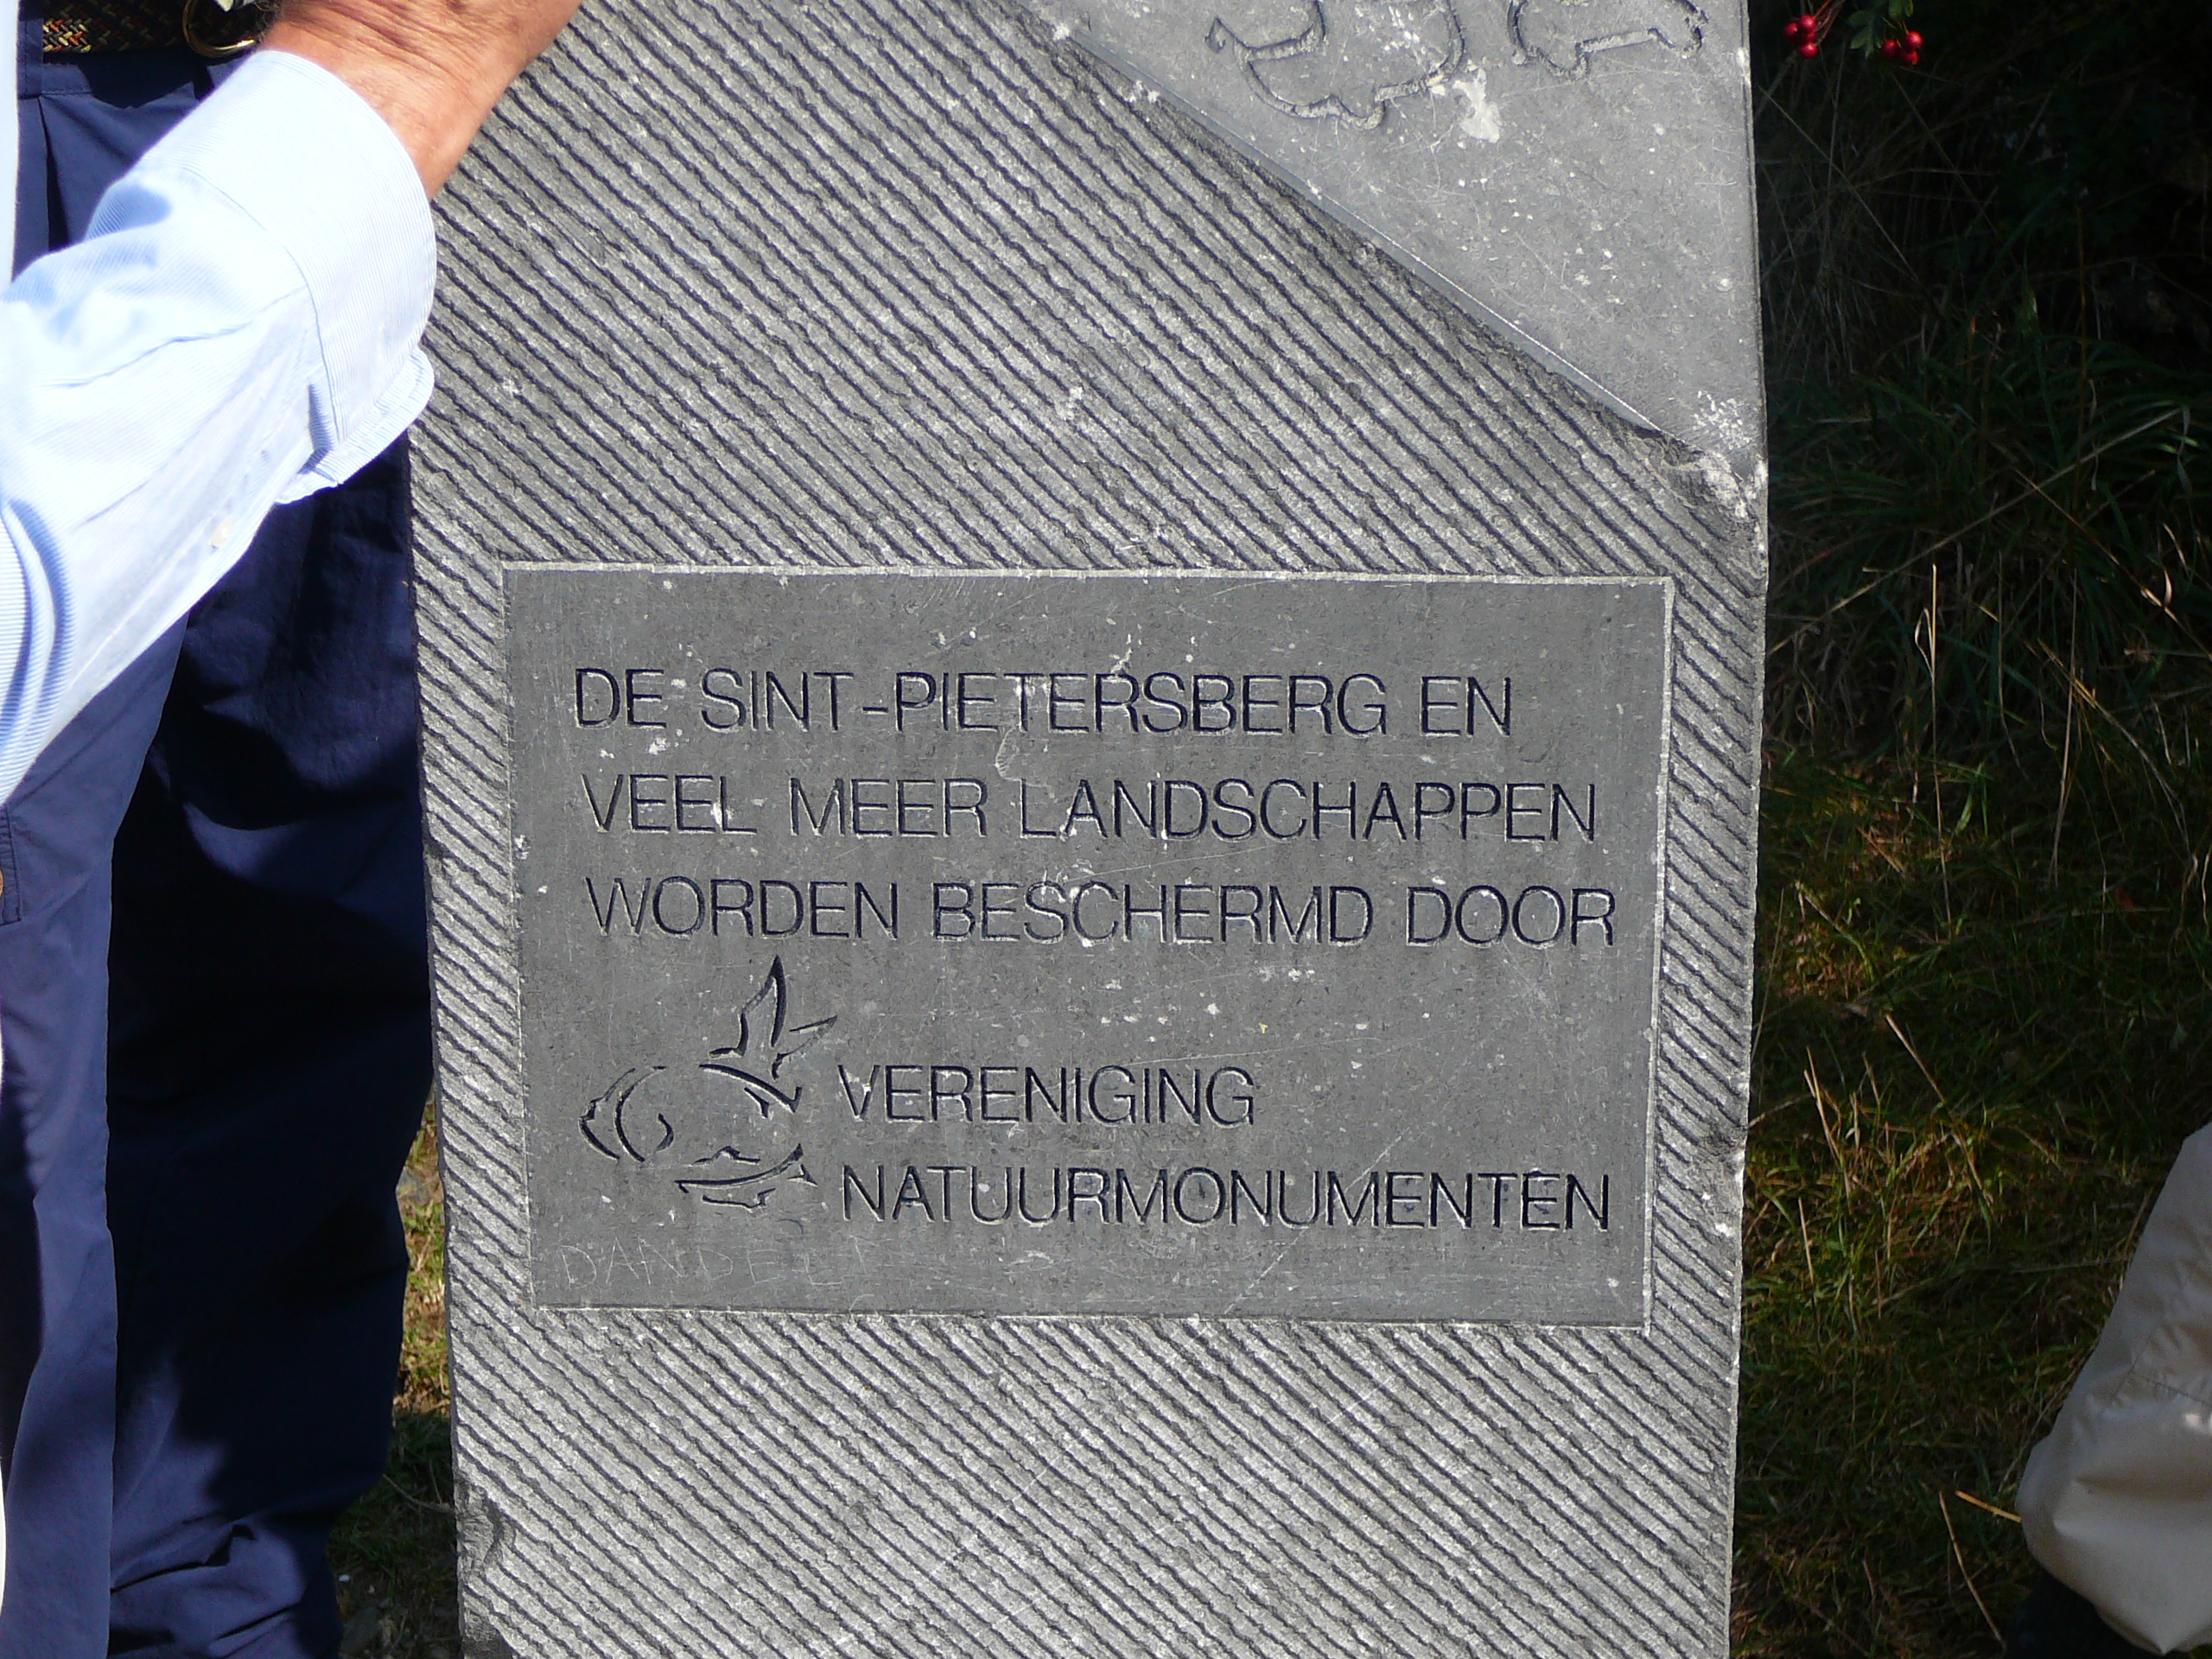 DE SINT-PIETERSBERG EN
VEEL MEER LANDSCHAPPEN
WORDEN BESCHERMD DOOR
VERENIGING
NATUURMONUMENTEN